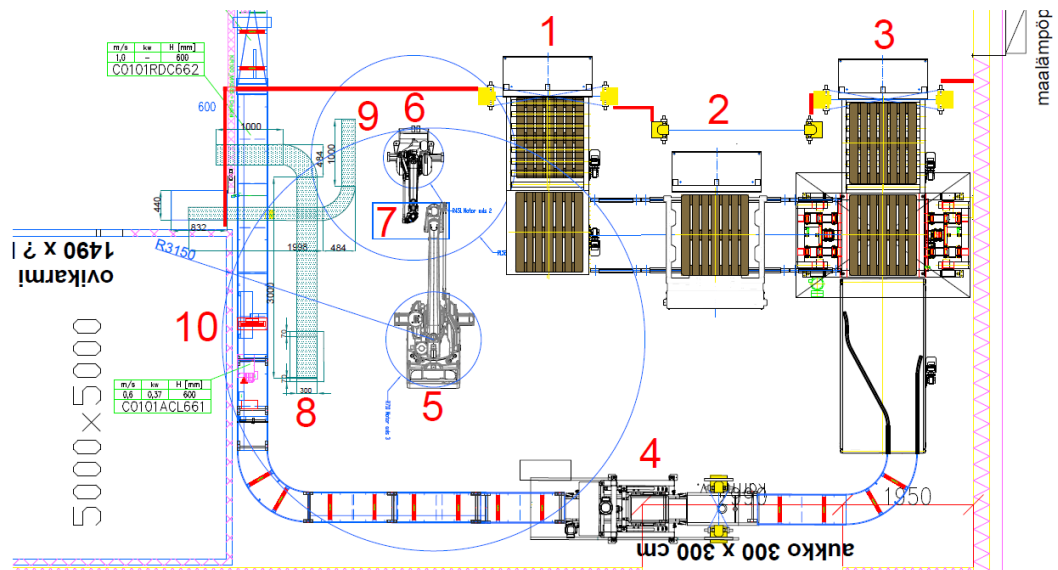 1
2
3
maalämpöp
m/s kw H [mm]
1,0 – 600
C0101RDC662
600
1000
9
6
484
1000
7
440
832
1998
484
R3150
ovikarmi
1490 x ?
3000
10
70
m/s kw H [mm]
0,6 0,37 600
C0101ACL661
300
8
5
5000x5000
4
1950
aukko 300 x 300 cm